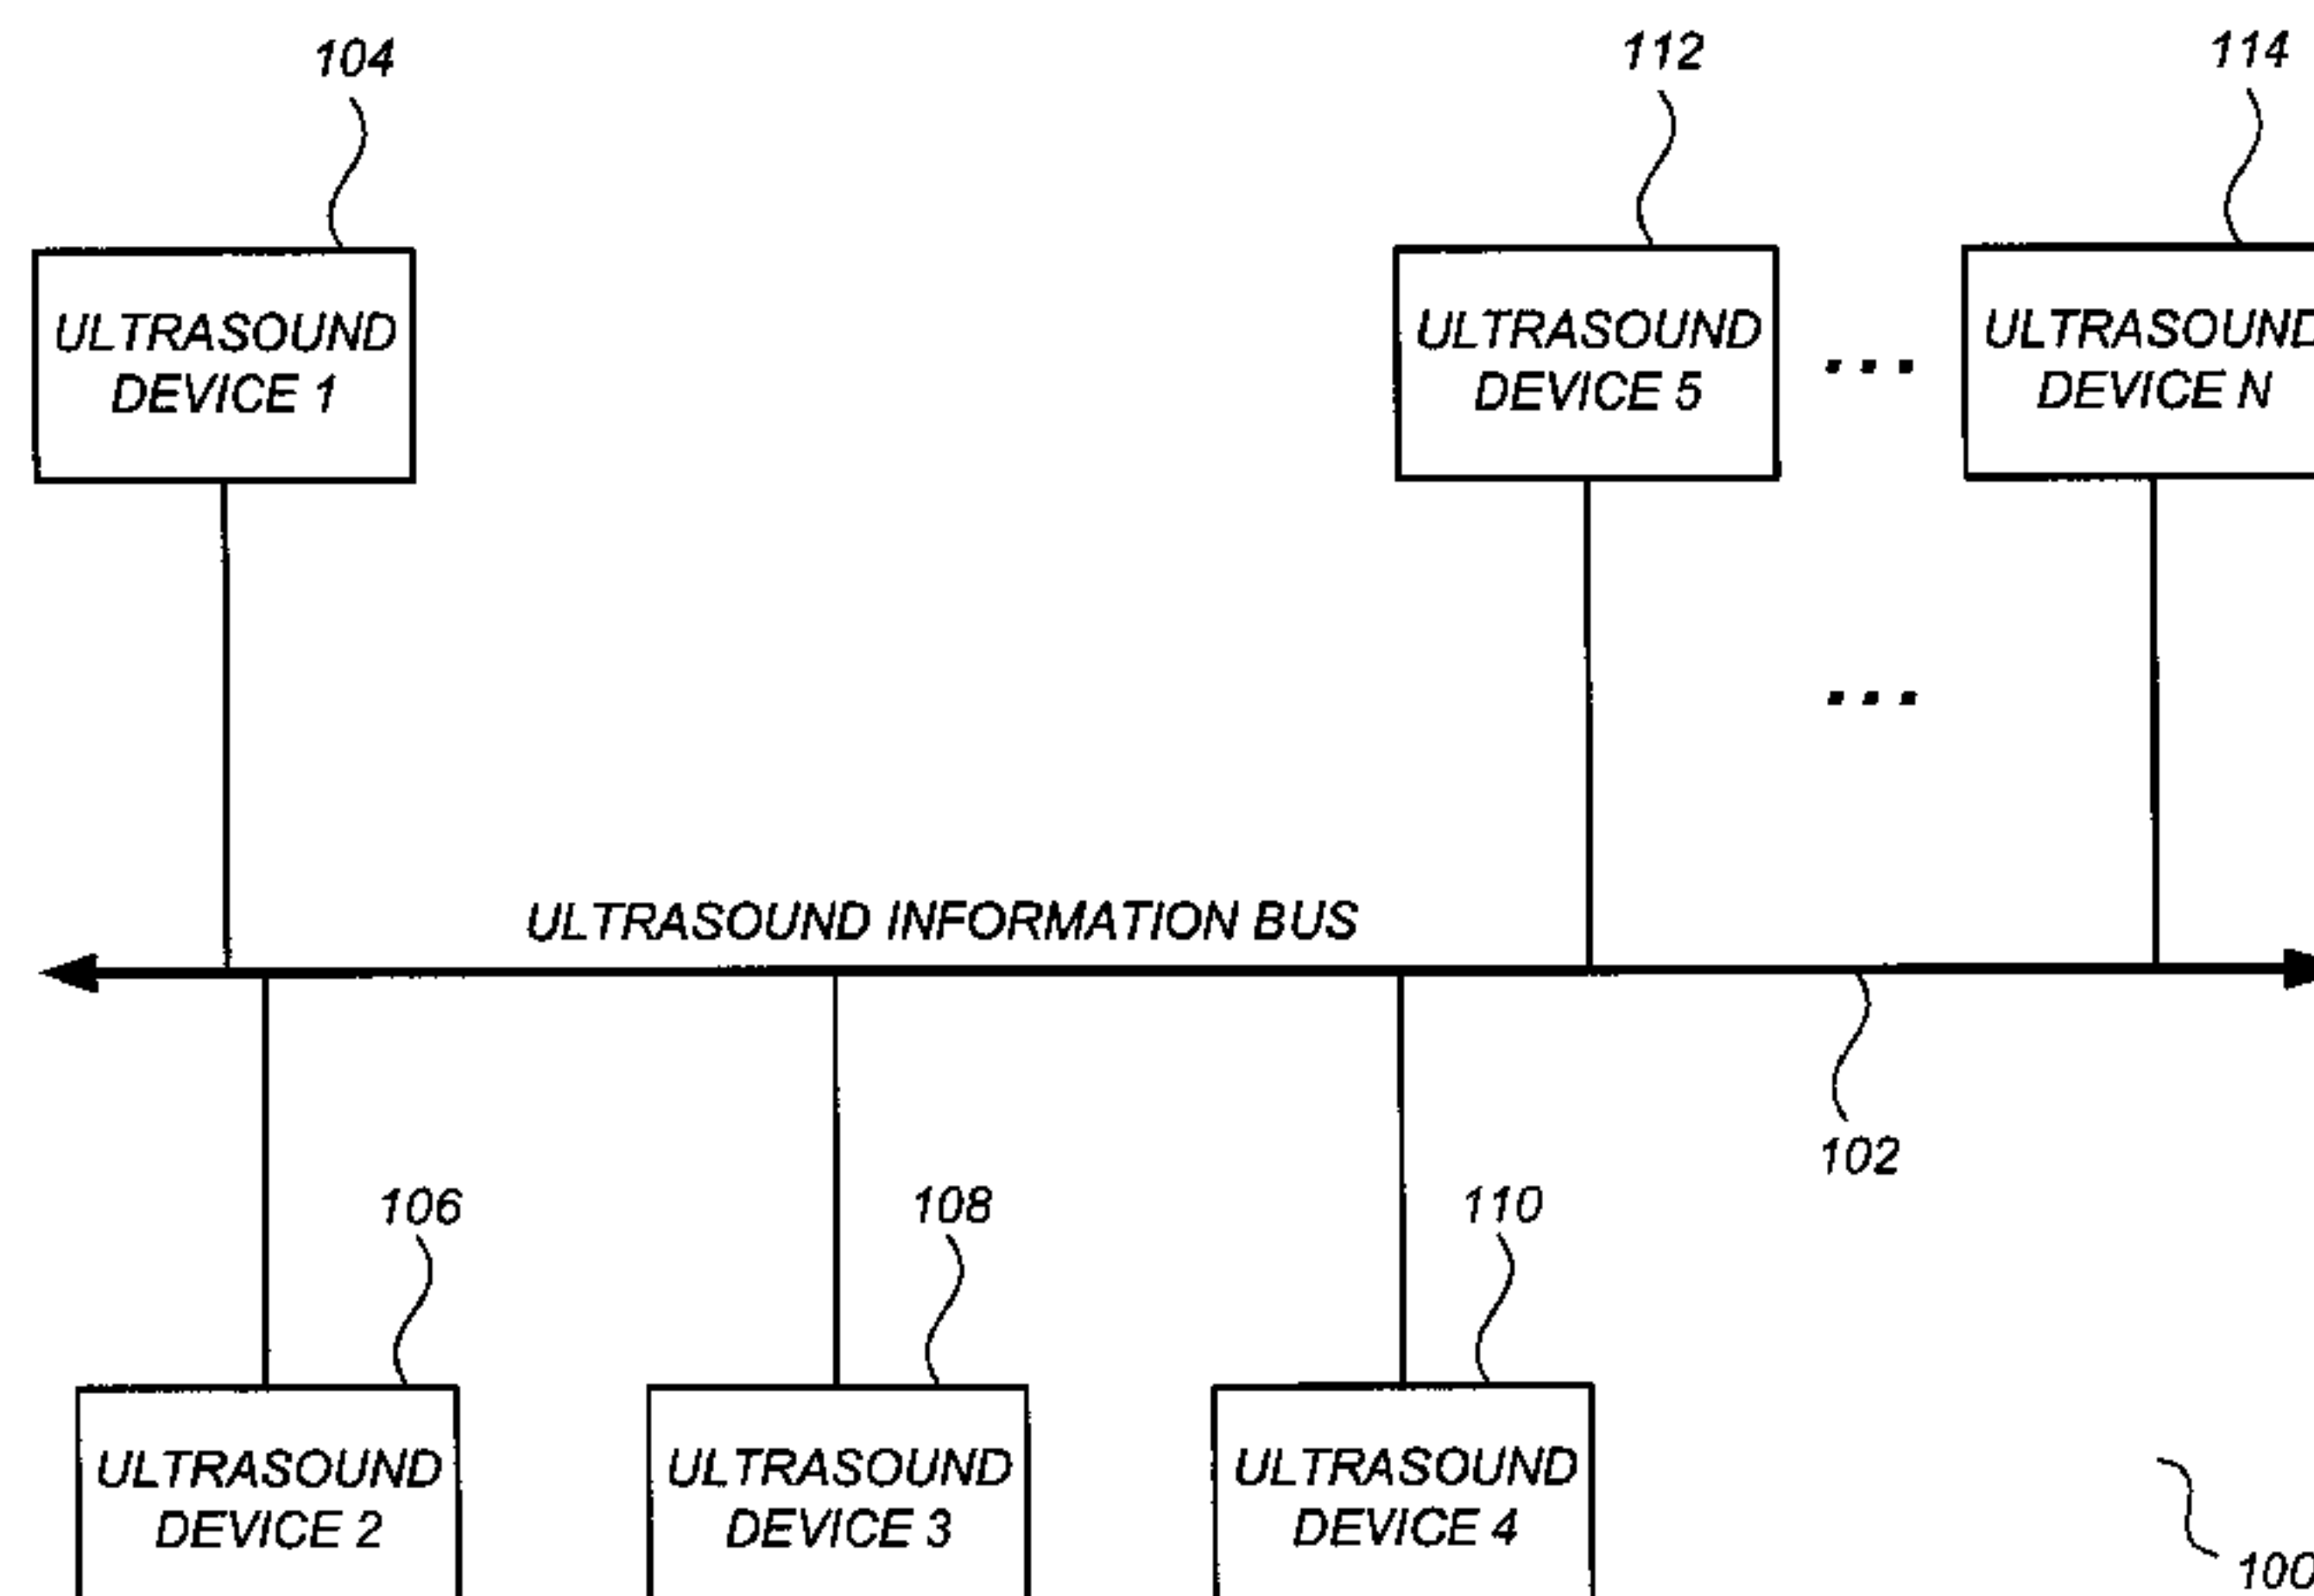 104
112
114
ULTRASOUND
DEVICE 1
ULTRASOUND
DEVICE 5
...
ULTRASOUND
DEVICE N
...
ULTRASOUND INFORMATION BUS
102
106
108
110
ULTRASOUND
DEVICE 2
ULTRASOUND
DEVICE 3
ULTRASOUND
DEVICE 4
100